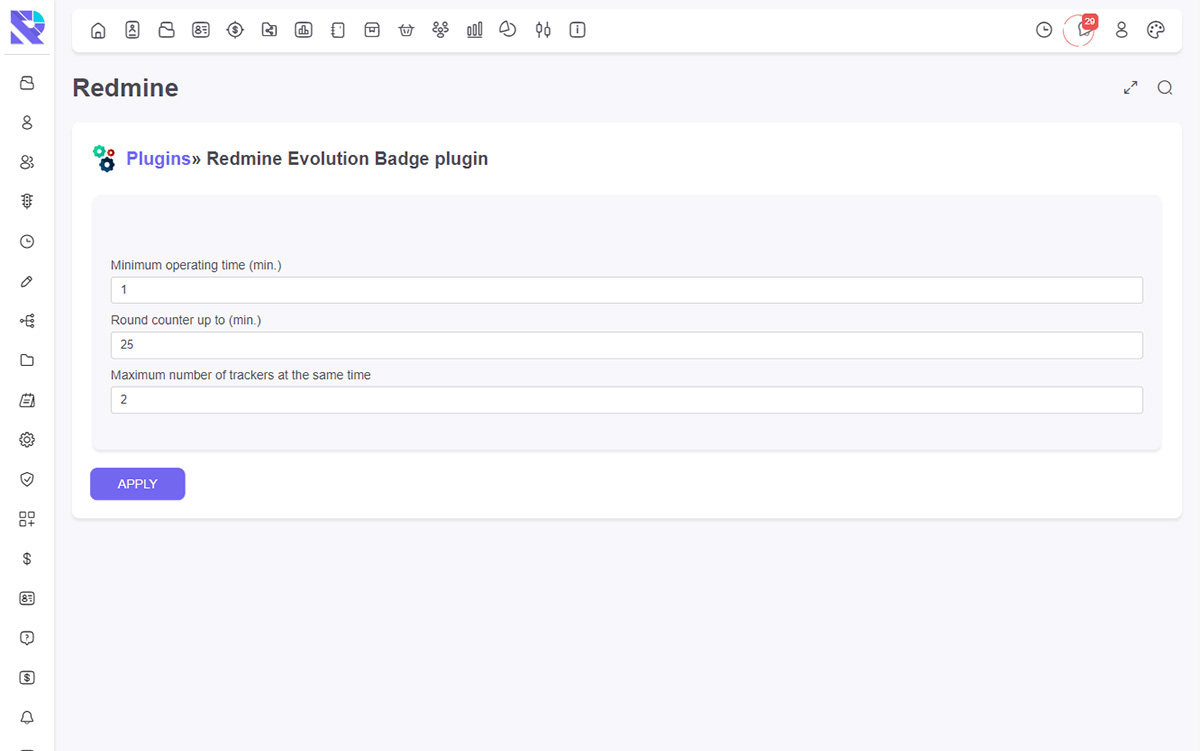 29
Redmine
Plugins» Redmine Evolution Badge plugin
Minimum operating time (min.)
1
Round counter up to (min.)
25
Maximum number of trackers at the same time
2
APPLY